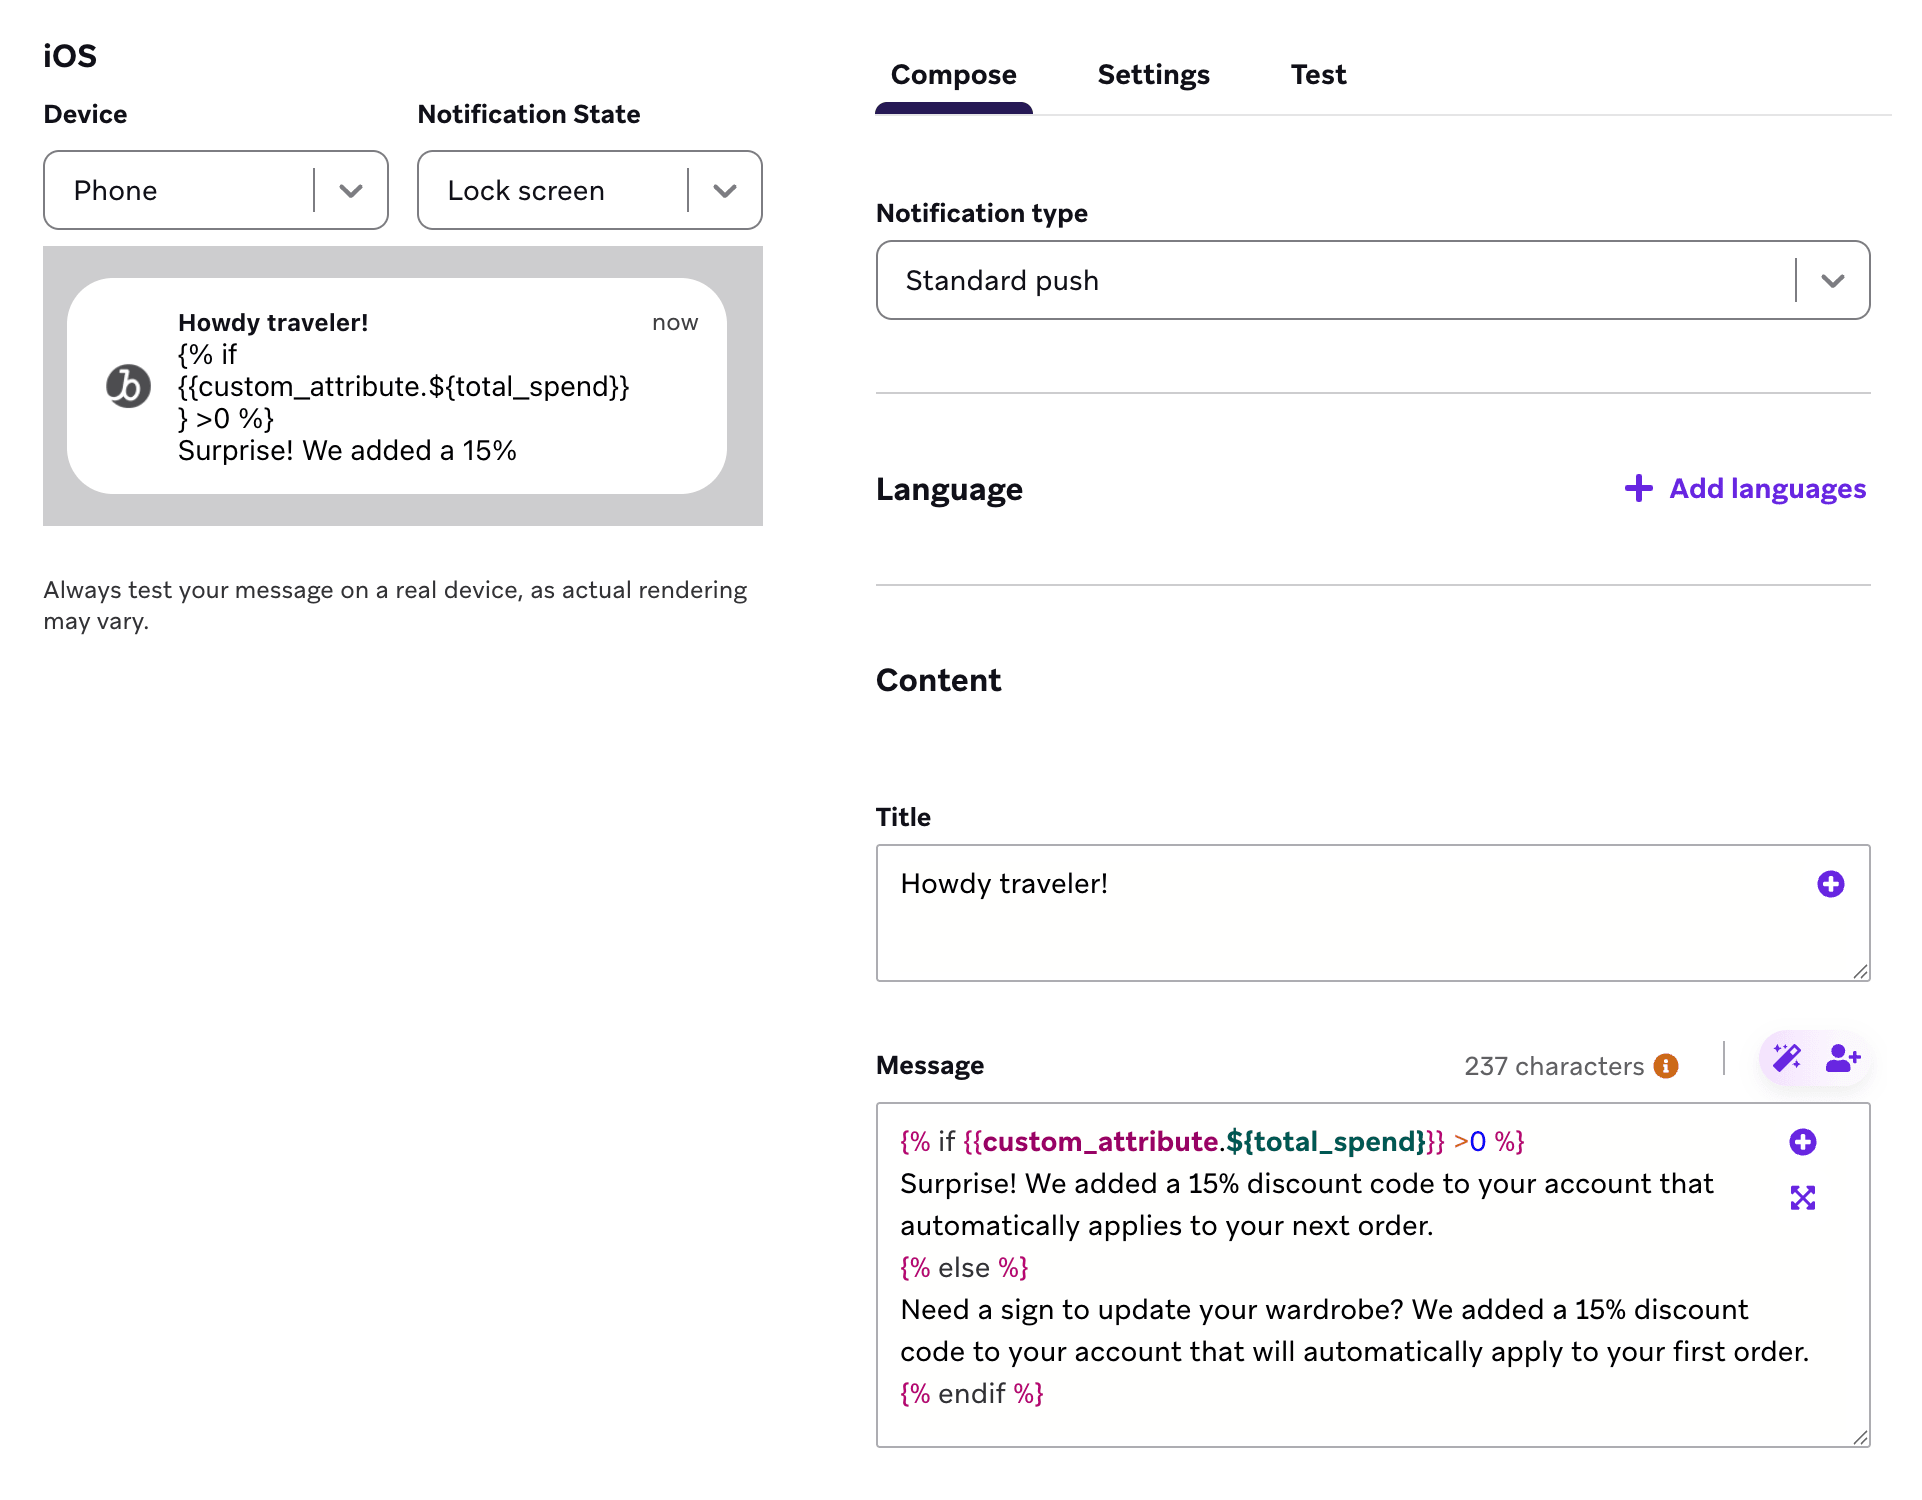 iOS
Device
Notification State
Phone
Lock screen
Howdy traveler!
now
{% if
{{custom_attribute.${total_spend}}
} >0 %}
Surprise! We added a 15%
Always test your message on a real device, as actual rendering
may vary.
Compose
Settings
Test
Notification type
Standard push
Language
Add languages
Content
Title
Howdy traveler!
Message
237 characters
{% if {{custom_attribute.${total_spend}}} >0 %}
Surprise! We added a 15% discount code to your account that
automatically applies to your next order.
{% else %}
Need a sign to update your wardrobe? We added a 15% discount
code to your account that will automatically apply to your first order.
{% endif %}